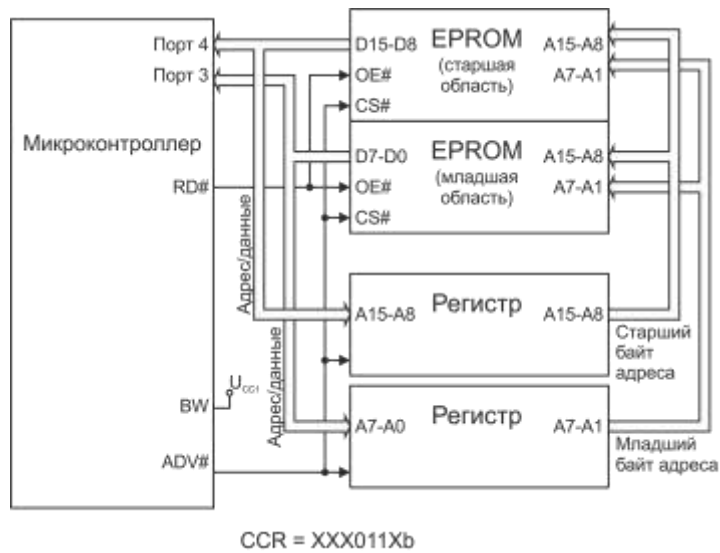 Порт 4
D15-D8
EPROM
A15-A8
(старшая
область)
Порт 3
OE#
A7-A1
CS#
Микроконтроллер
D7-D0
EPROM
A15-A8
(младшая
область)
RD#
OE#
A7-A1
CS#
Адрес/данные
Регистр
A15-A8
A15-A8
Старший
байт
адреса
Адрес/данные
UCC1
BW
Регистр
A7-A0
A7-A1
Младший
байт адреса
ADV#
CCR = XXX011Xb